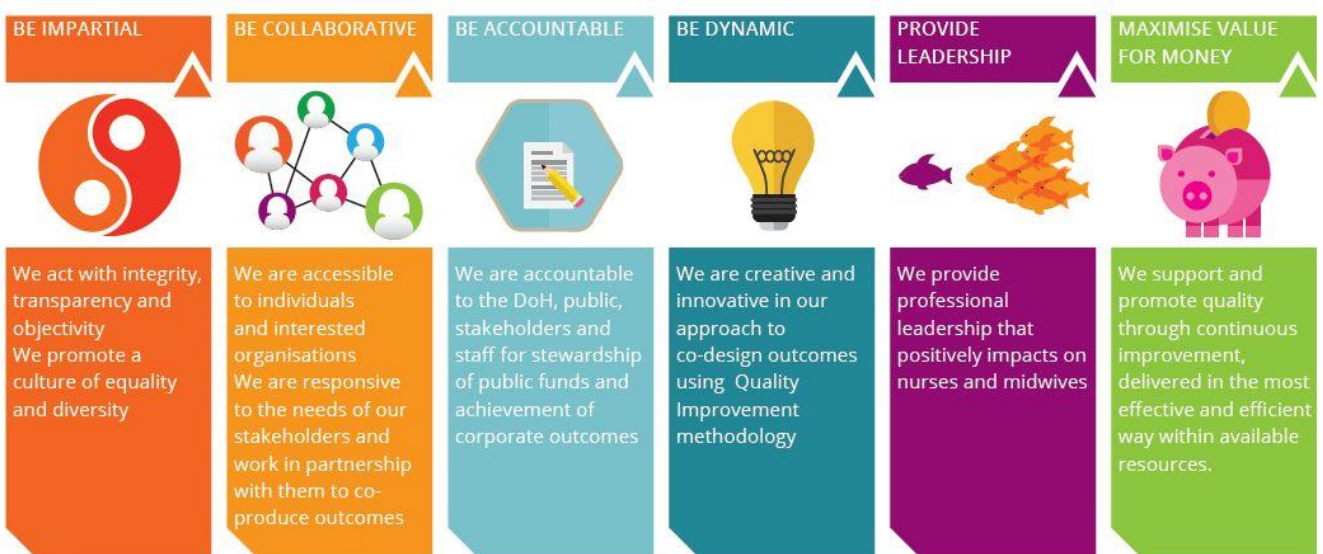 BE IMPARTIAL
We act with integrity,
transparency and
objectivity
We promote a
culture of equality
and diversity
BE COLLABORATIVE
We are accessible
to individuals
and interested
organisations
We are responsive
to the needs of our
stakeholders and
work in partnership
with them to co-
produce outcomes
BE ACCOUNTABLE
We are accountable
to the DoH, public,
stakeholders and
staff for stewardship
of public funds and
achievement of
corporate outcomes
BE DYNAMIC
We are creative and
innovative in our
approach to
co-design outcomes
using Quality
Improvement
methodology
PROVIDE
LEADERSHIP
We provide
professional
leadership that
positively impacts on
nurses and midwives
MAXIMISE VALUE
FOR MONEY
We support and
promote quality
through continuous
improvement,
delivered in the most
effective and efficient
way within available
resources.